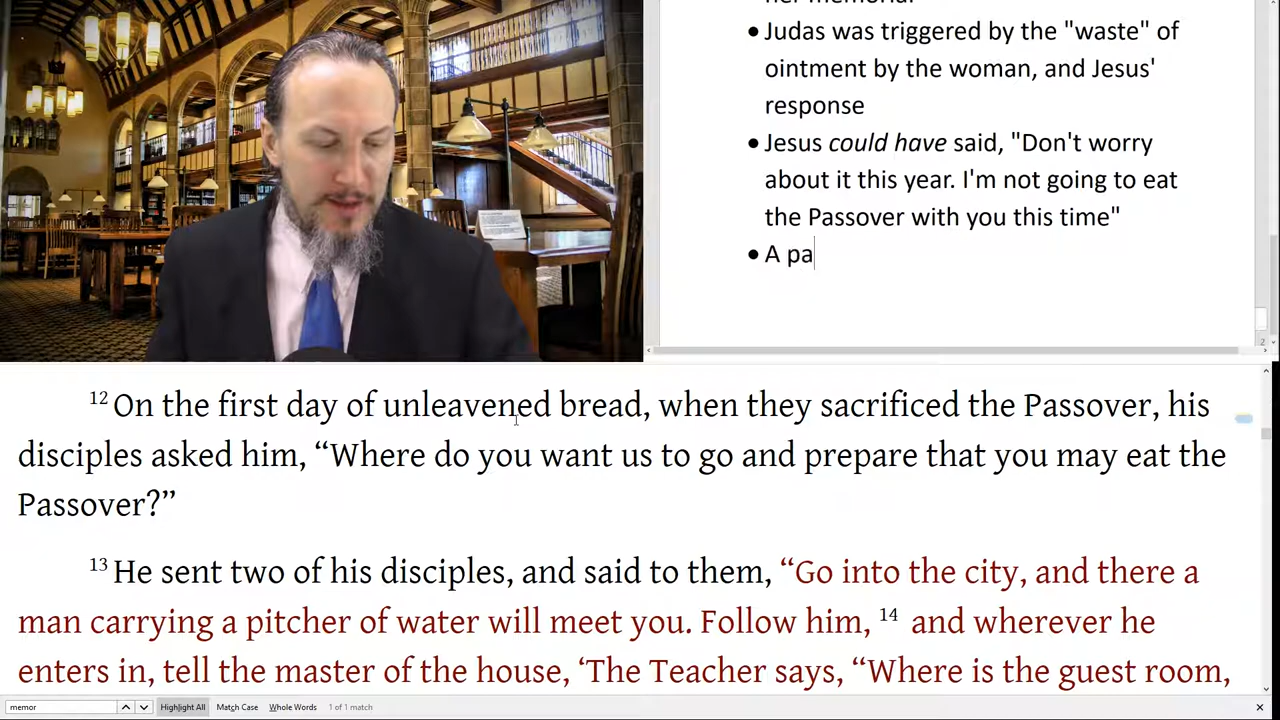 her memorial.
• Judas was triggered by the "waste" of
ointment by the woman, and Jesus'
response
• Jesus could have said, "Don't worry
about it this year. I'm not going to eat
the Passover with you this time"
• A pa
2
12 On the first day of unleavened bread, when they sacrificed the Passover, his
disciples asked him, “Where do you want us to go and prepare that you may eat the
Passover?”
13 He sent two of his disciples, and said to them, “Go into the city, and there a
man carrying a pitcher of water will meet you. Follow him, 14 and wherever he
enters in, tell the master of the house, ‘The Teacher says, “Where is the guest room,
memor
Highlight All
Match Case
Whole Words
1 of 1 match